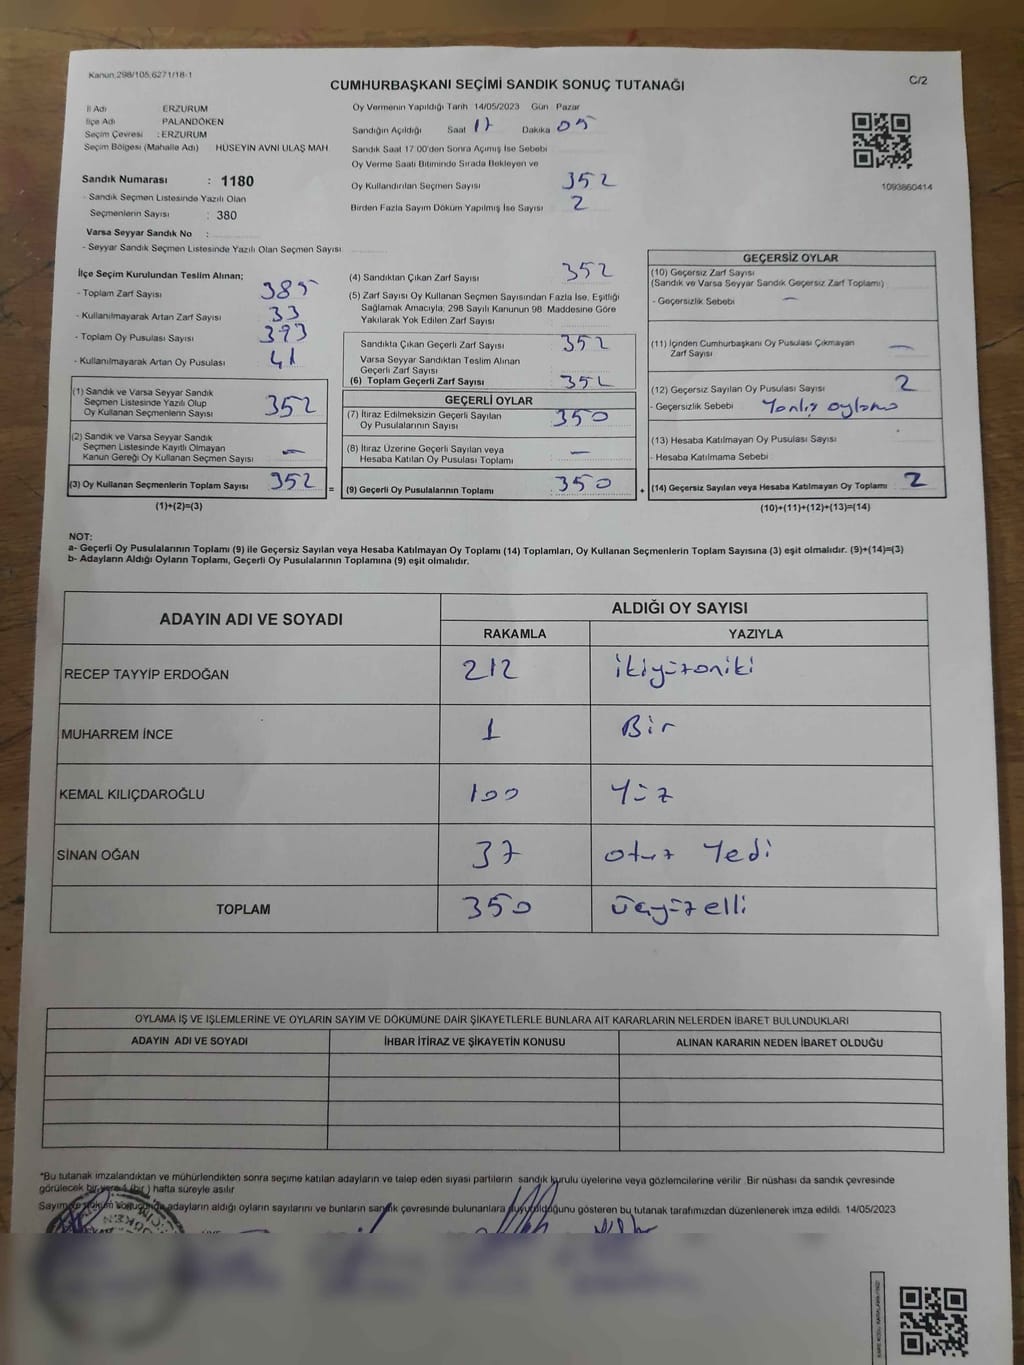 Kanun,298/105,6271/18-1
C/2
CUMHURBAŞKANI SEÇİMİ SANDIK SONUÇ TUTANAĞI
İl Adı ERZURUM
İlçe Adı PALANDÖKEN
Seçim Çevresi : ERZURUM
Seçim Bölgesi (Mahalle Adı) HÜSEYİN AVNİ ULAŞ MAH
Sandık Numarası : 1180
- Sandık Seçmen Listesinde Yazılı Olan
Seçmenlerin Sayısı : 380
Varsa Seyyar Sandık No :
- Seyyar Sandık Seçmen Listesinde Yazılı Olan Seçmen Sayısı
Oy Vermenin Yapıldığı Tarih 14/05/2023 Gün : Pazar
Sandığın Açıldığı Saat 17 Dakika 05
Sandık Saat 17 00'den Sonra Açımış İse Sebebi
Oy Verme Saati Bitiminde Sırada Bekleyen ve
Oy Kullandırılan Seçmen Sayısı 352
Birden Fazla Sayım Döküm Yapılmış İse Sayısı 2
1093860414
İlçe Seçim Kurulundan Teslim Alınan;
- Toplam Zarf Sayısı 385
- Kullanılmayarak Artan Zarf Sayısı 33
- Toplam Oy Pusulası Sayısı 393
- Kullanılmayarak Artan Oy Pusulası 41
(1) Sandık ve Varsa Seyyar Sandık
Seçmen Listesinde Yazılı Olup
Oy Kullanan Seçmenlerin Sayısı 352
(2) Sandık ve Varsa Seyyar Sandık
Seçmen Listesinde Kayıtlı Olmayan
Kanun Gereği Oy Kullanan Seçmen Sayısı —
(3) Oy Kullanan Seçmenlerin Toplam Sayısı 352 =
(1)+(2)=(3)
(4) Sandıktan Çıkan Zarf Sayısı 352
(5) Zarf Sayısı Oy Kullanan Seçmen Sayısından Fazla İse, Eşitliği
Sağlamak Amacıyla; 298 Sayılı Kanunun 98. Maddesine Göre
Yakılarak Yok Edilen Zarf Sayısı
Sandıkta Çıkan Geçerli Zarf Sayısı 352
Varsa Seyyar Sandıktan Teslim Alınan
Geçerli Zarf Sayısı
(6) Toplam Geçerli Zarf Sayısı 352
GEÇERLİ OYLAR
(7) İtiraz Edilmeksizin Geçerli Sayılan
Oy Pusulalarının Sayısı 350
(8) İtiraz Üzerine Geçerli Sayılan veya
Hesaba Katılan Oy Pusulası Toplamı —
(9) Geçerli Oy Pusulalarının Toplamı : 350 +
GEÇERSİZ OYLAR
(10) Geçersiz Zarf Sayısı
(Sandık ve Varsa Seyyar Sandık Geçersiz Zarf Toplamı)
- Geçersizlik Sebebi —
(11) İçinden Cumhurbaşkanı Oy Pusulası Çıkmayan
Zarf Sayısı —
(12) Geçersiz Sayılan Oy Pusulası Sayısı 2
- Geçersizlik Sebebi Yanlış oylama
(13) Hesaba Katılmayan Oy Pusulası Sayısı
- Hesaba Katılmama Sebebi
(14) Geçersiz Sayılan veya Hesaba Katılmayan Oy Toplamı 2
(10)+(11)+(12)+(13)=(14)
NOT:
a- Geçerli Oy Pusulalarının Toplamı (9) ile Geçersiz Sayılan veya Hesaba Katılmayan Oy Toplamı (14) Toplamları, Oy Kullanan Seçmenlerin Toplam Sayısına (3) eşit olmalıdır. (9)+(14)=(3)
b- Adayların Aldığı Oyların Toplamı, Geçerli Oy Pusulalarının Toplamına (9) eşit olmalıdır.
ADAYIN ADI VE SOYADI ALDIĞI OY SAYISI
RAKAMLA YAZIYLA
RECEP TAYYİP ERDOĞAN 212 ikiyüzoniki
MUHARREM İNCE 1 Bir
KEMAL KILIÇDAROĞLU 100 Yüz
SİNAN OĞAN 37 otuz Yedi
TOPLAM 350 üçyüzelli
OYLAMA İŞ VE İŞLEMLERİNE VE OYLARIN SAYIM VE DÖKÜMÜNE DAİR ŞİKAYETLERLE BUNLARA AİT KARARLARIN NELERDEN İBARET BULUNDUKLARI
ADAYIN ADI VE SOYADI İHBAR İTİRAZ VE ŞİKAYETİN KONUSU ALINAN KARARIN NEDEN İBARET OLDUĞU
*Bu tutanak imzalandıktan ve mühürlendikten sonra seçime katılan adayların ve talep eden siyasi partilerin sandık kurulu üyelerine veya gözlemcilerine verilir. Bir nüshası da sandık çevresinde
görülecek bir yere 1 (bir) hafta süreyle asılır
Sayım ve döküm sonucunda adayların aldığı oyların sayılarını ve bunların sandık çevresinde bulunanlara duyurulduğunu gösteren bu tutanak tarafımızdan düzenlenerek imza edildi. 14/05/2023